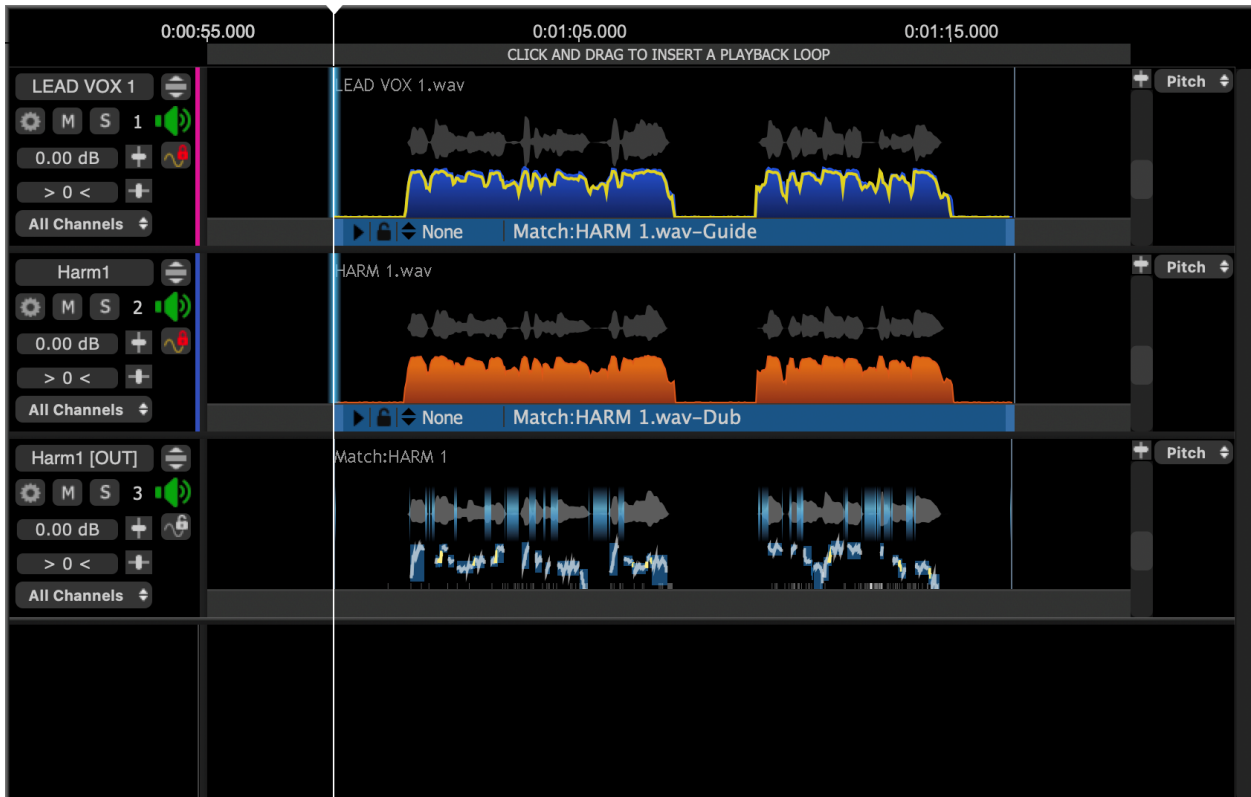 0:00:55.000 0:01:05.000 0:01:15.000
CLICK AND DRAG TO INSERT A PLAYBACK LOOP
LEAD VOX 1
LEAD VOX 1.wav
Pitch
M S 1
0.00 dB
> 0 <
All Channels
None Match:HARM 1.wav-Guide
Harm1
HARM 1.wav
Pitch
M S 2
0.00 dB
> 0 <
All Channels
None Match:HARM 1.wav-Dub
Harm1 [OUT]
Match:HARM 1
Pitch
M S 3
0.00 dB
> 0 <
All Channels